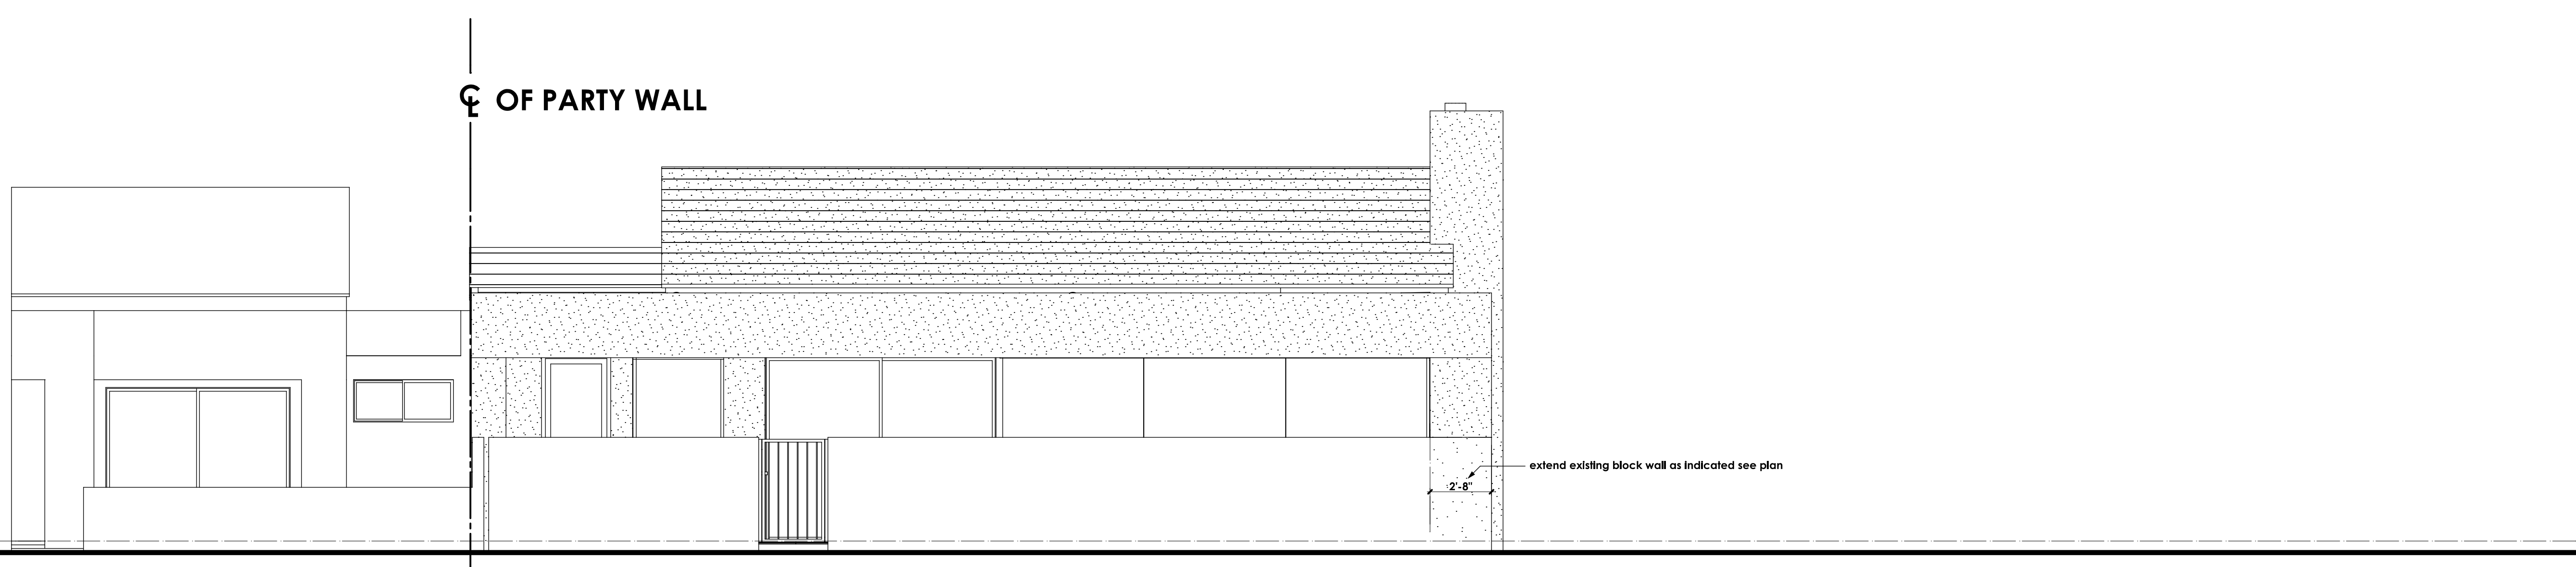 ℄ OF PARTY WALL
extend existing block wall as indicated see plan
2'-8"